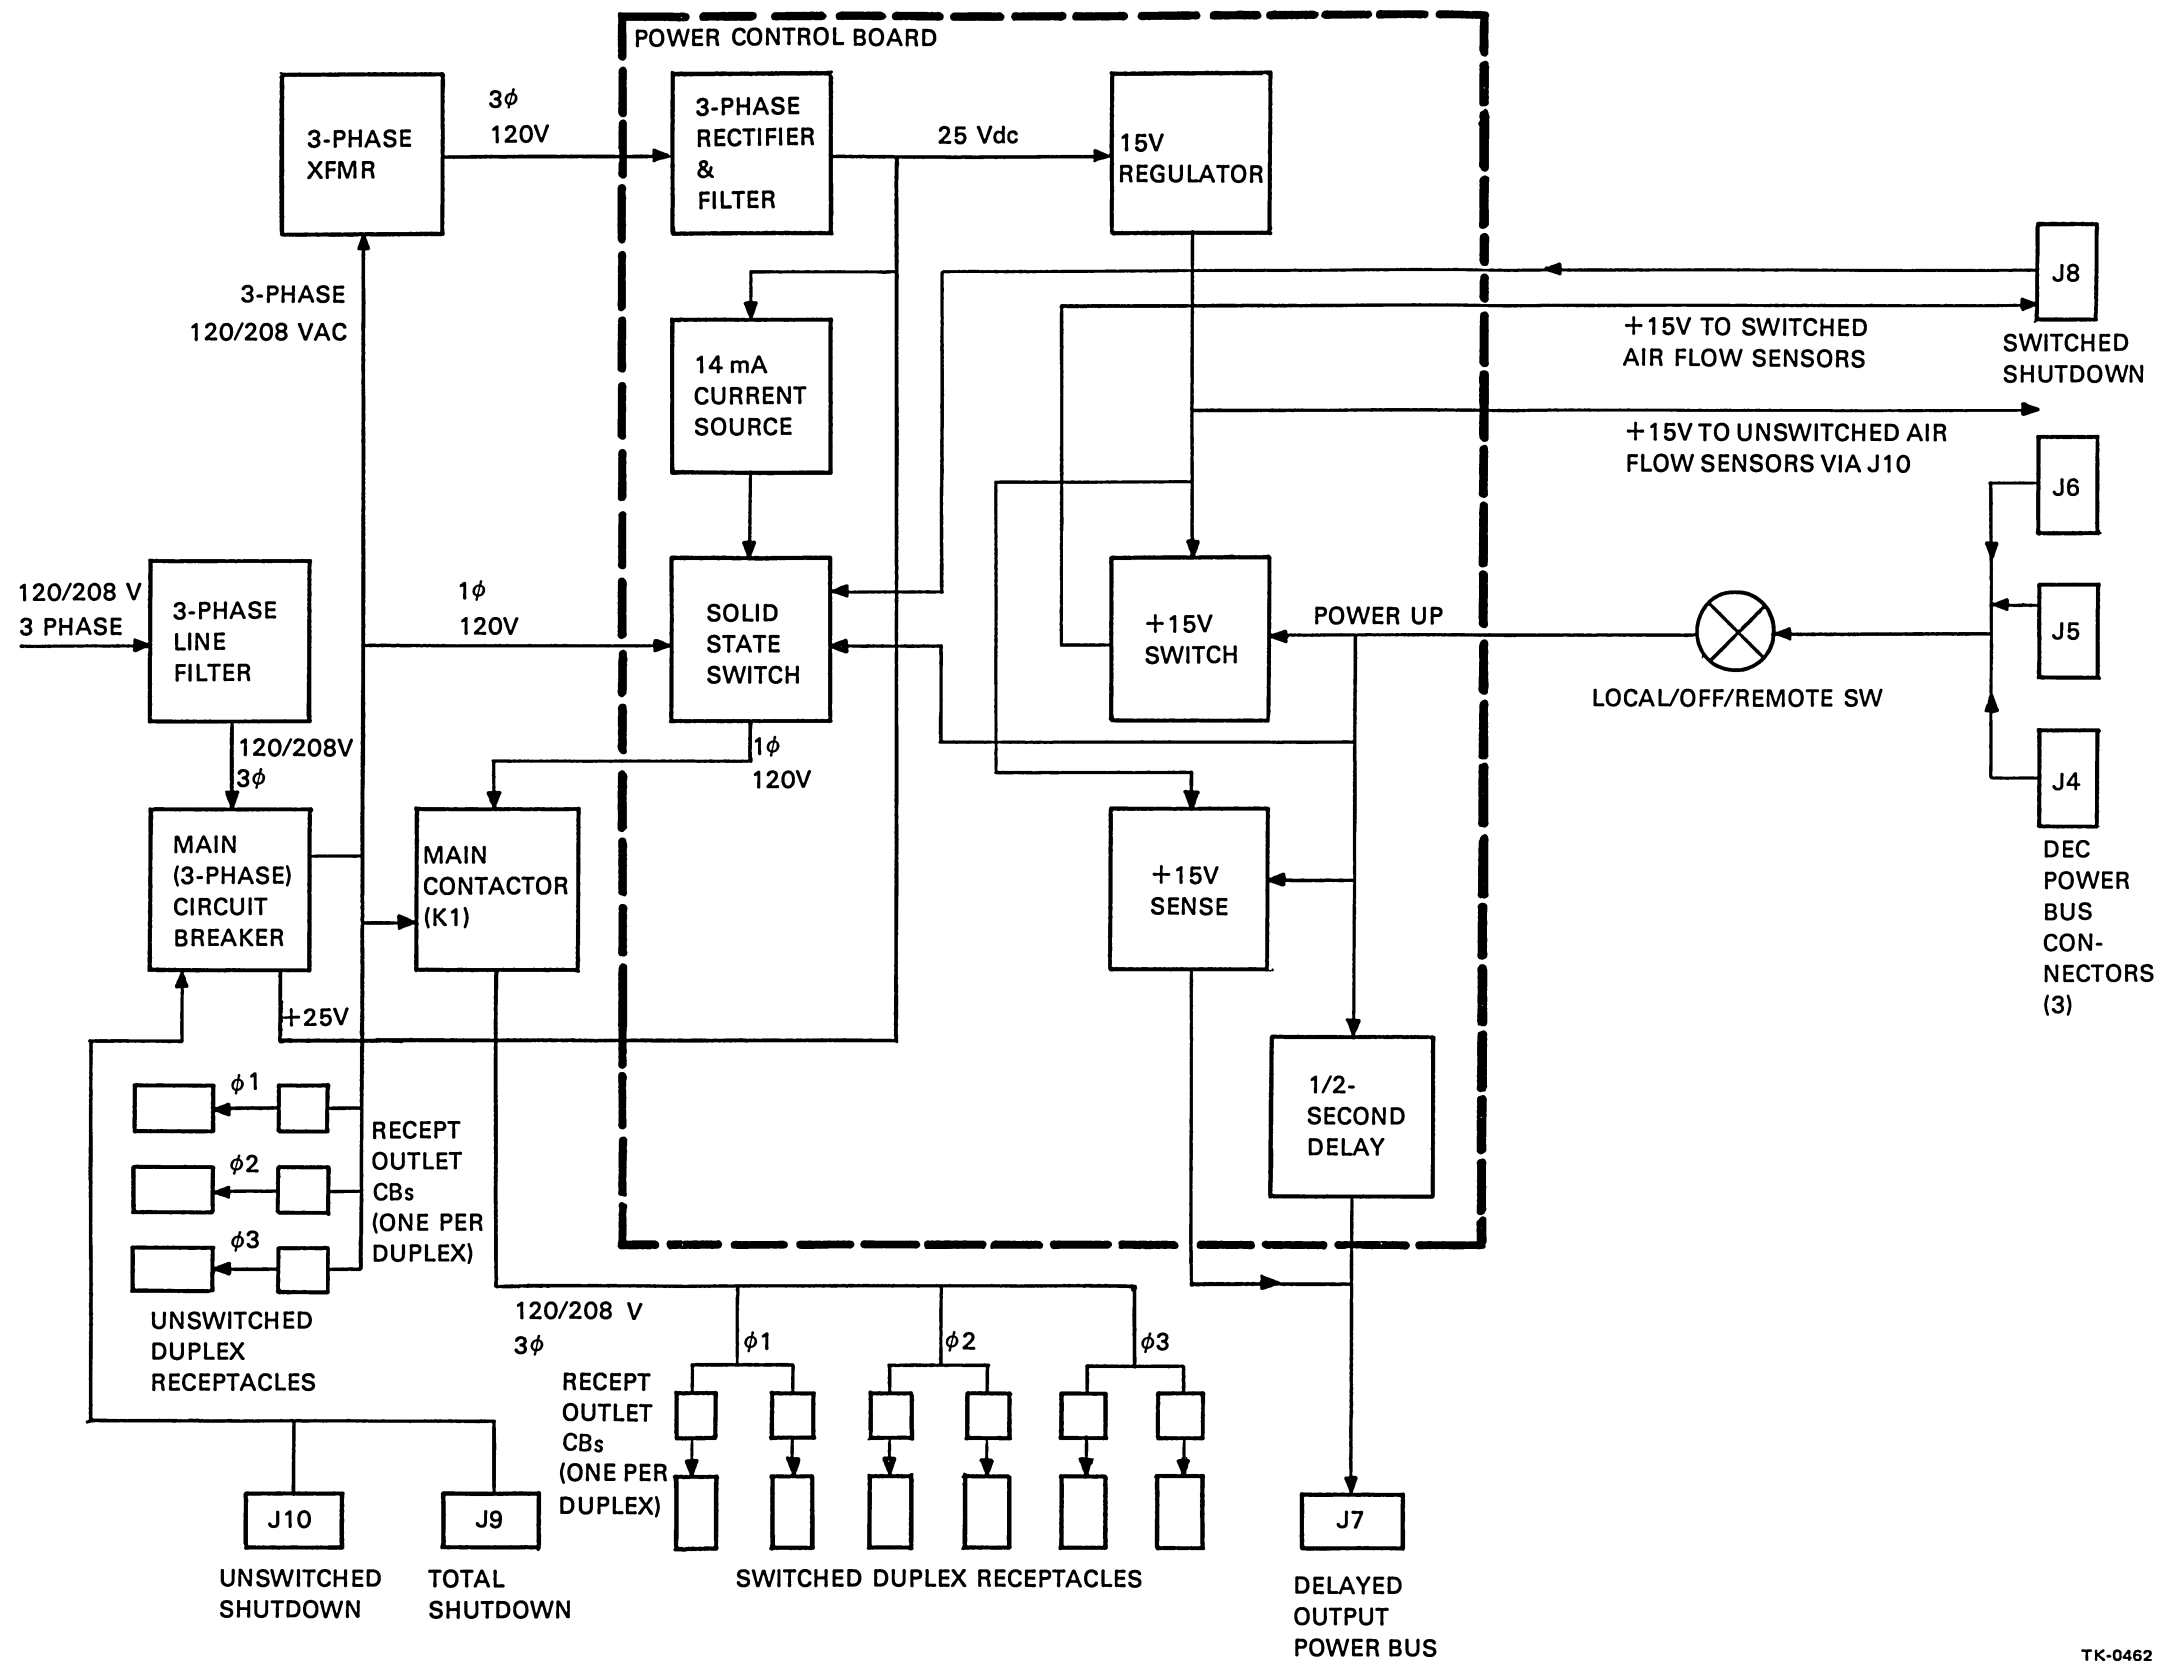 POWER CONTROL BOARD
3-PHASE
XFMR
3ϕ
120V
3-PHASE
RECTIFIER
&
FILTER
25 Vdc
15V
REGULATOR
J8
SWITCHED
SHUTDOWN
3-PHASE
120/208 VAC
+15V TO SWITCHED
AIR FLOW SENSORS
14 mA
CURRENT
SOURCE
+15V TO UNSWITCHED AIR
FLOW SENSORS VIA J10
J6
J5
J4
DEC
POWER
BUS
CON-
NECTORS
(3)
120/208 V
3 PHASE
3-PHASE
LINE
FILTER
1ϕ
120V
SOLID
STATE
SWITCH
+15V
SWITCH
POWER UP
LOCAL/OFF/REMOTE SW
120/208V
3ϕ
1ϕ
120V
MAIN
(3-PHASE)
CIRCUIT
BREAKER
MAIN
CONTACTOR
(K1)
+15V
SENSE
+25V
1/2-
SECOND
DELAY
ϕ1
ϕ2
ϕ3
RECEPT
OUTLET
CBs
(ONE PER
DUPLEX)
UNSWITCHED
DUPLEX
RECEPTACLES
120/208 V
3ϕ
ϕ1
ϕ2
ϕ3
RECEPT
OUTLET
CBs
(ONE PER
DUPLEX)
J10
J9
J7
UNSWITCHED
SHUTDOWN
TOTAL
SHUTDOWN
SWITCHED DUPLEX RECEPTACLES
DELAYED
OUTPUT
POWER BUS
TK-0462